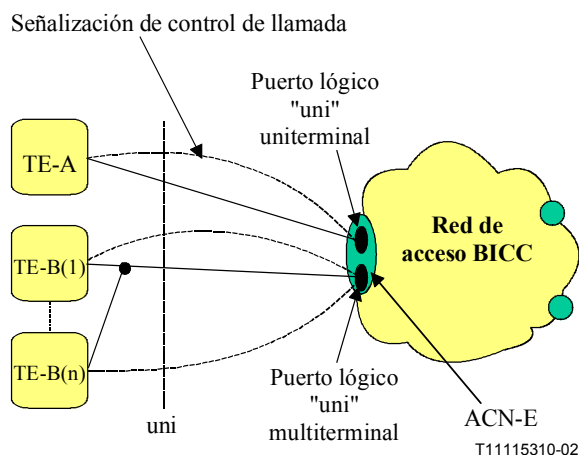 Señalización de control de llamada
Puerto lógico
"uni"
uniterminal
TE-A
Red de
acceso BICC
TE-B(1)
TE-B(n)
Puerto lógico
"uni"
multiterminal
uni
ACN-E
T11115310-02